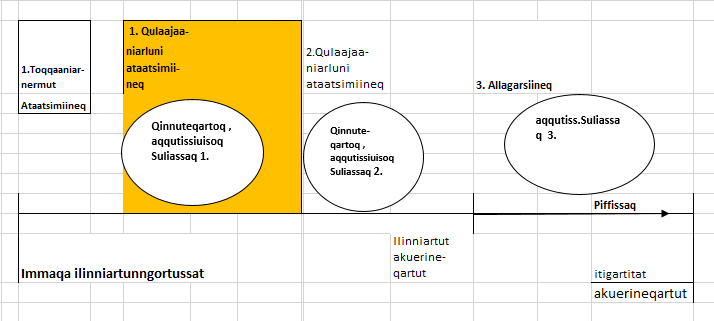 1.Toqqaaniar-
nermut
Ataatsimiineq
1. Qulaajaa-
niarluni
ataatsimii-
neq
Qinnuteqartoq ,
aqqutissiuisoq
Suliassaq 1.
2.Qulaajaa-
niarluni
ataatsimiineq
Qinnute-
qartoq ,
aqqutissiuisoq
Suliassaq 2.
3. Allagarsiineq
aqqutiss.Suliassa
q 3.
Piffissaq
Ilinniartut
akuerine-
qartut
Immaqa ilinniartunngortussat
itigartitat
akuerineqartut